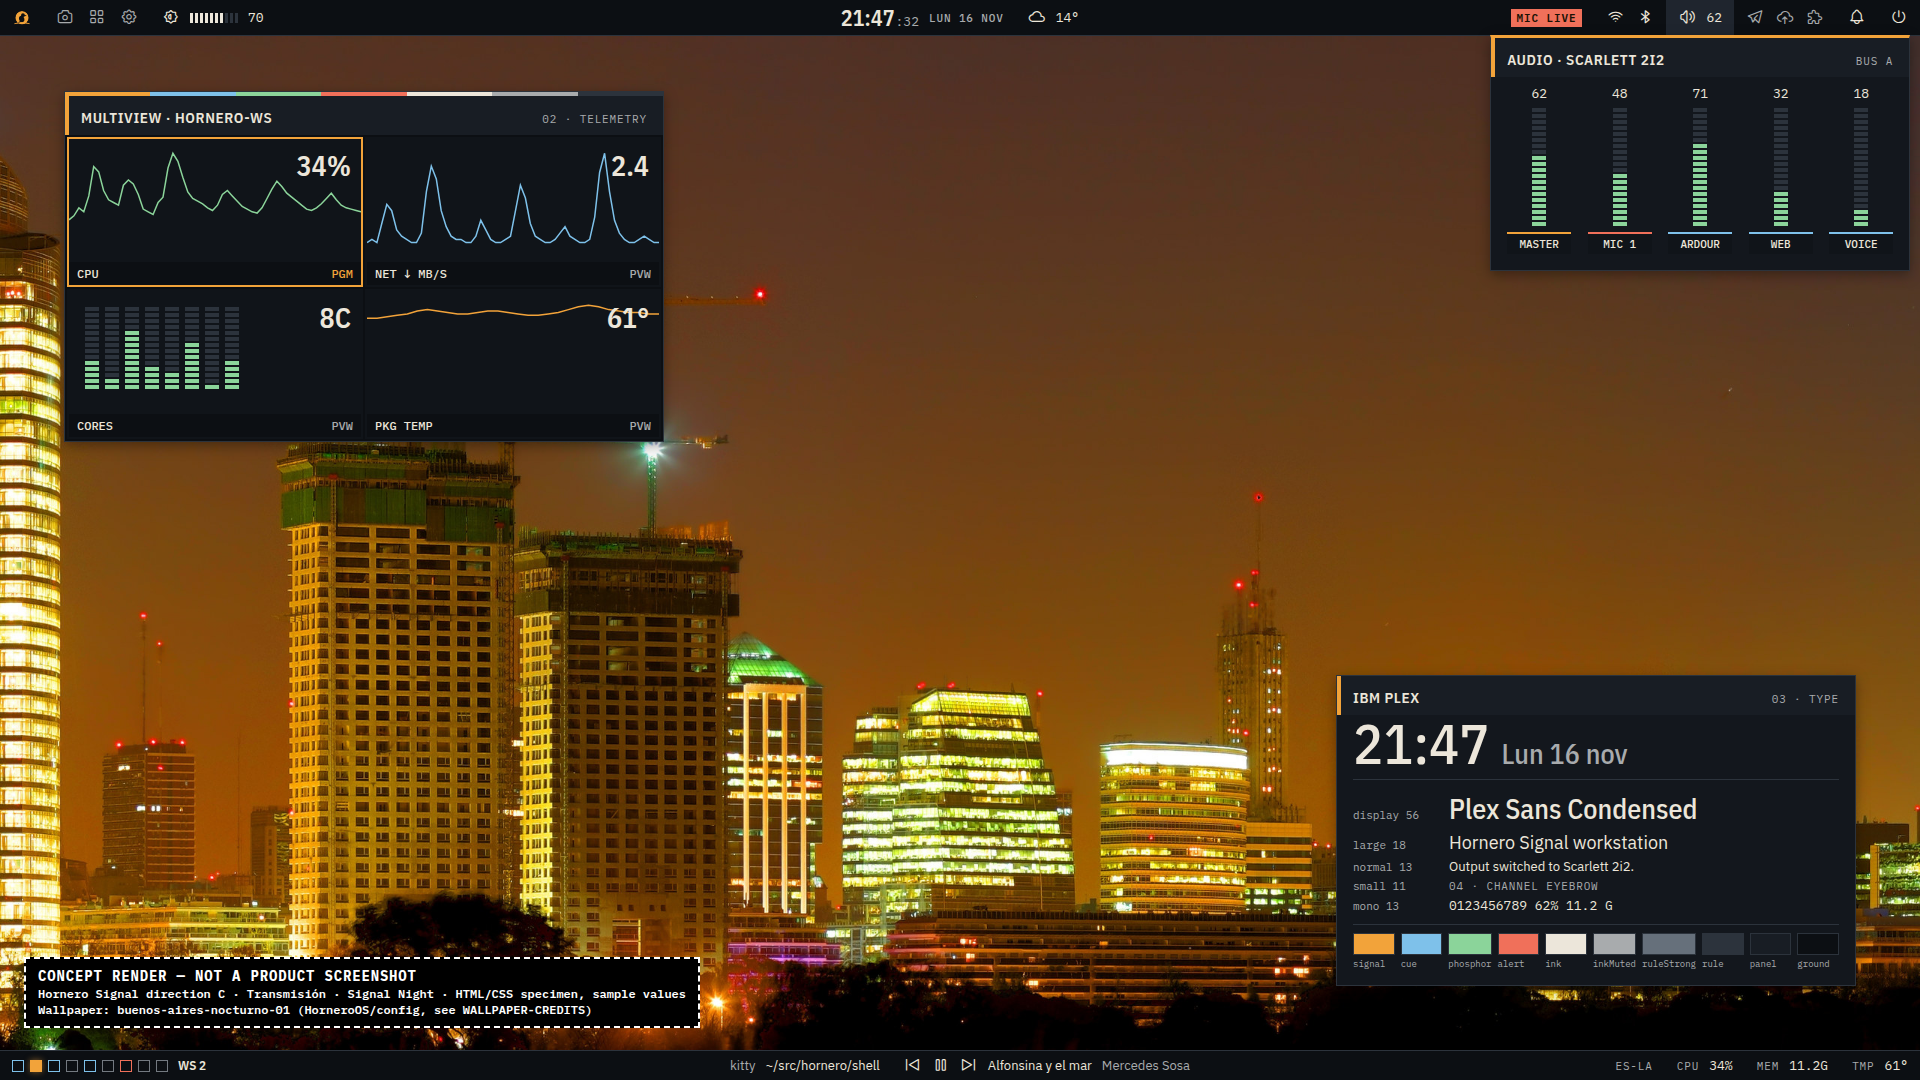 70
21:47:32 LUN 16 NOV 14°
MIC LIVE
62
MULTIVIEW · HORNERO-WS 02 · TELEMETRY
34%
CPU PGM
2.4
NET ↓ MB/S PVW
8C
CORES PVW
61°
PKG TEMP PVW
AUDIO · SCARLETT 2I2 BUS A
62 48 71 32 18
MASTER MIC 1 ARDOUR WEB VOICE
IBM PLEX 03 · TYPE
21:47 Lun 16 nov
display 56 Plex Sans Condensed
large 18 Hornero Signal workstation
normal 13 Output switched to Scarlett 2i2.
small 11 04 · CHANNEL EYEBROW
mono 13 0123456789 62% 11.2 G
signal cue phosphor alert ink inkMuted ruleStrong rule panel ground
CONCEPT RENDER — NOT A PRODUCT SCREENSHOT
Hornero Signal direction C · Transmisión · Signal Night · HTML/CSS specimen, sample values
Wallpaper: buenos-aires-nocturno-01 (HorneroOS/config, see WALLPAPER-CREDITS)
WS 2
kitty ~/src/hornero/shell
Alfonsina y el mar Mercedes Sosa
ES-LA CPU 34% MEM 11.2G TMP 61°